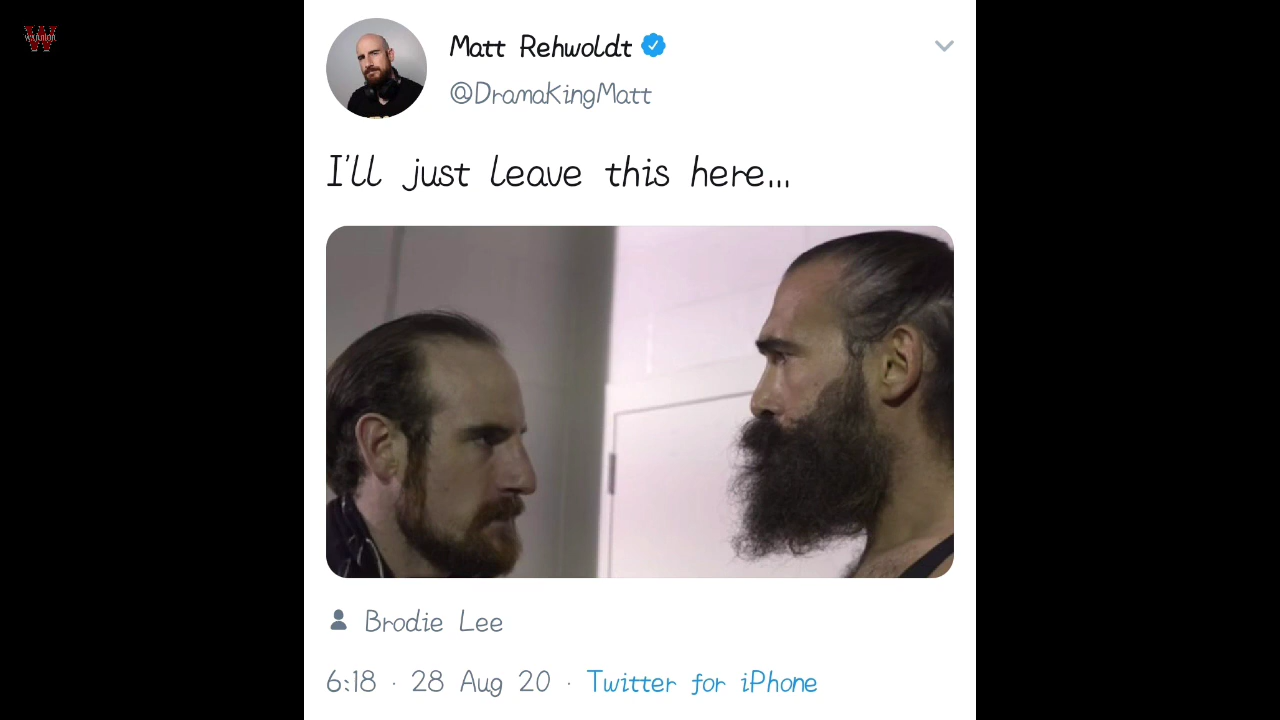 Matt Rehwoldt
@DramaKingMatt
I'll just leave this here...
Brodie Lee
6:18 · 28 Aug 20 · Twitter for iPhone